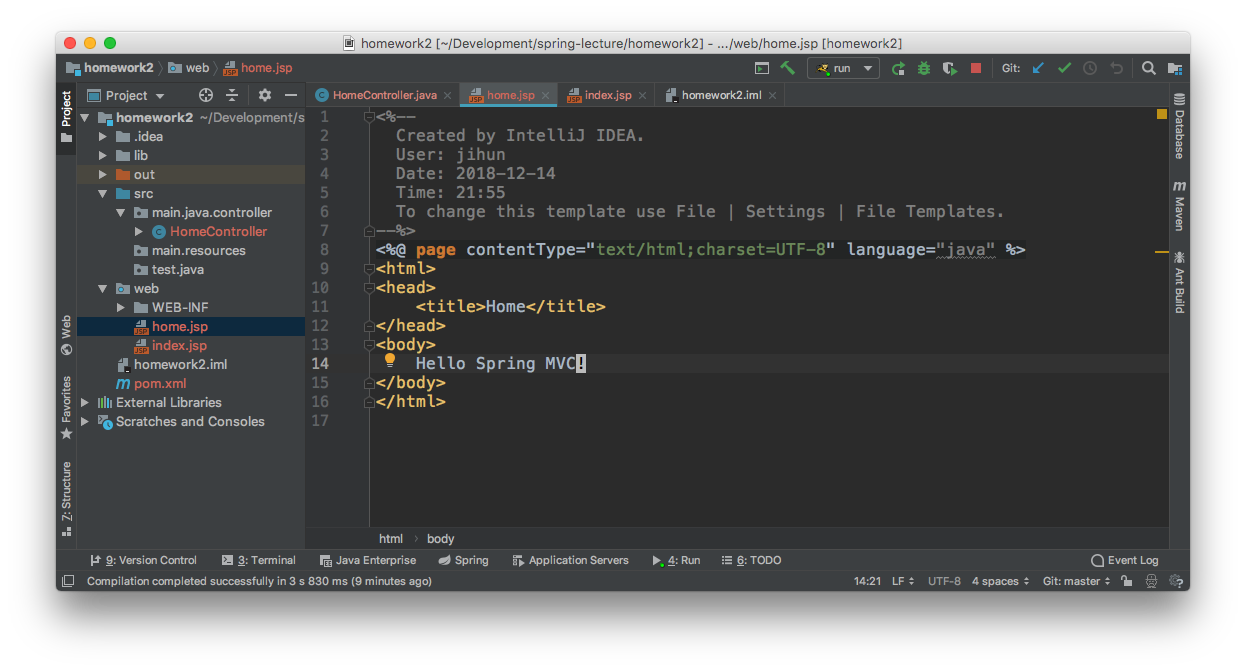 homework2 [~/Development/spring-lecture/homework2] - .../web/home.jsp [homework2]
homework2 web home.jsp run Git:
Project Project HomeController.java home.jsp index.jsp homework2.iml
homework2 ~/Development/s
.idea
lib
out
src
main.java.controller
HomeController
main.resources
test.java
web
WEB-INF
home.jsp
index.jsp
homework2.iml
pom.xml
External Libraries
Scratches and Consoles
Web
Favorites
Z: Structure
1 <%--
2 Created by IntelliJ IDEA.
3 User: jihun
4 Date: 2018-12-14
5 Time: 21:55
6 To change this template use File | Settings | File Templates.
7 --%>
8 <%@ page contentType="text/html;charset=UTF-8" language="java" %>
9 <html>
10 <head>
11 <title>Home</title>
12 </head>
13 <body>
14 Hello Spring MVC!
15 </body>
16 </html>
17
Database
Maven
Ant Build
html body
9: Version Control 3: Terminal Java Enterprise Spring Application Servers 4: Run 6: TODO Event Log
Compilation completed successfully in 3 s 830 ms (9 minutes ago) 14:21 LF UTF-8 4 spaces Git: master